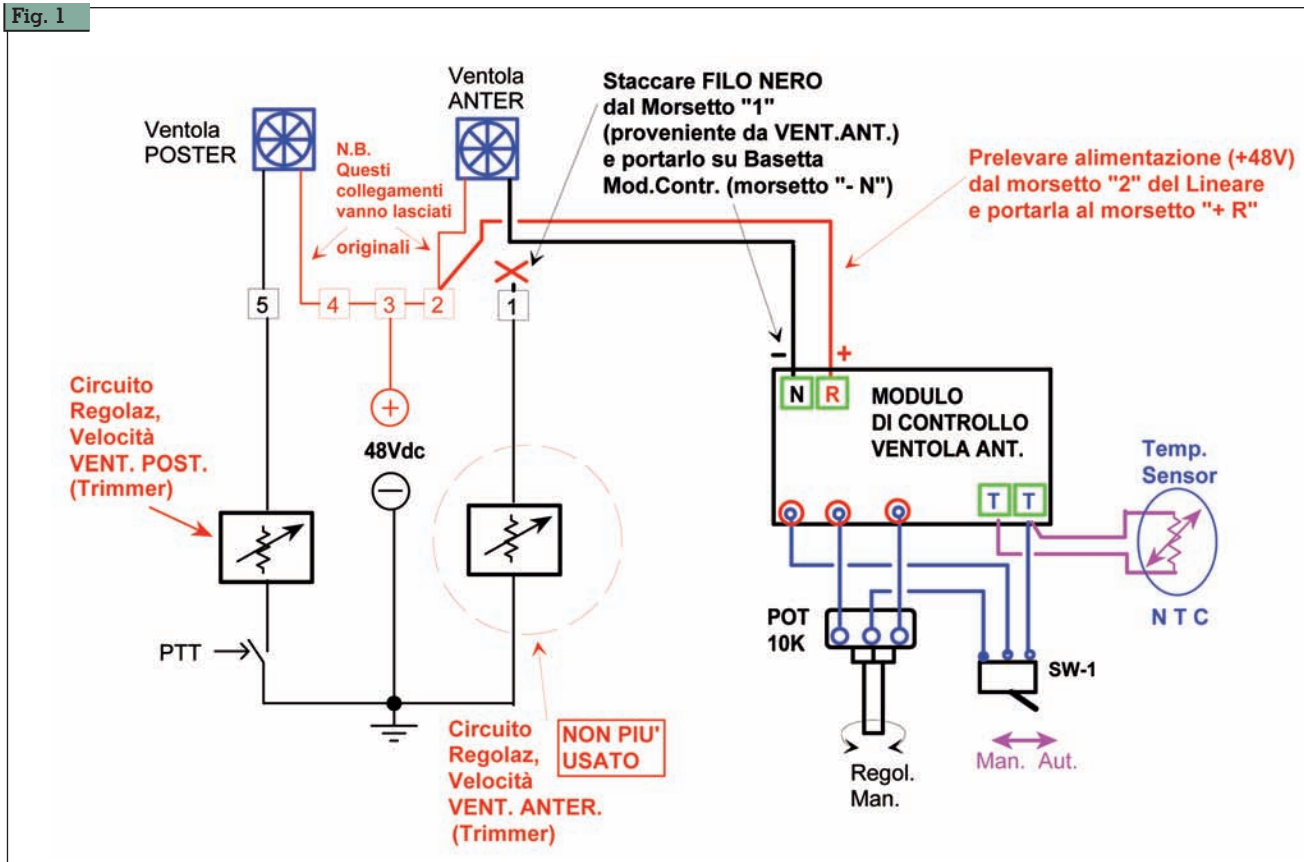 Fig. 1
Ventola
POSTER
Ventola
ANTER
N.B.
Questi
collegamenti
vanno lasciati
originali
Staccare FILO NERO
dal Morsetto "1"
(proveniente da VENT.ANT.)
e portarlo su Basetta
Mod.Contr. (morsetto "- N")
Prelevare alimentazione (+48V)
dal morsetto "2" del Lineare
e portarla al morsetto "+ R"
5
4
3
2
1
- +
N R
MODULO
DI CONTROLLO
VENTOLA ANT.
T T
Temp.
Sensor
N T C
Circuito
Regolaz,
Velocità
VENT. POST.
(Trimmer)
+
48Vdc
−
PTT
Circuito
Regolaz,
Velocità
VENT. ANTER.
(Trimmer)
NON PIU'
USATO
POT
10K
Regol.
Man.
SW-1
Man. Aut.